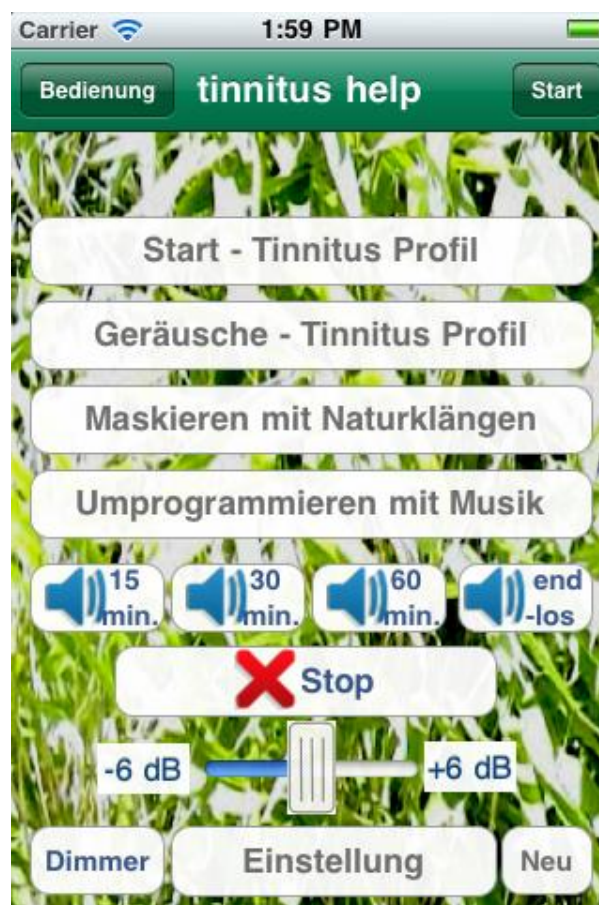 Carrier 1:59 PM
Bedienung tinnitus help Start
Start - Tinnitus Profil
Geräusche - Tinnitus Profil
Maskieren mit Naturklängen
Umprogrammieren mit Musik
15 min. 30 min. 60 min. end -los
Stop
-6 dB +6 dB
Dimmer Einstellung Neu